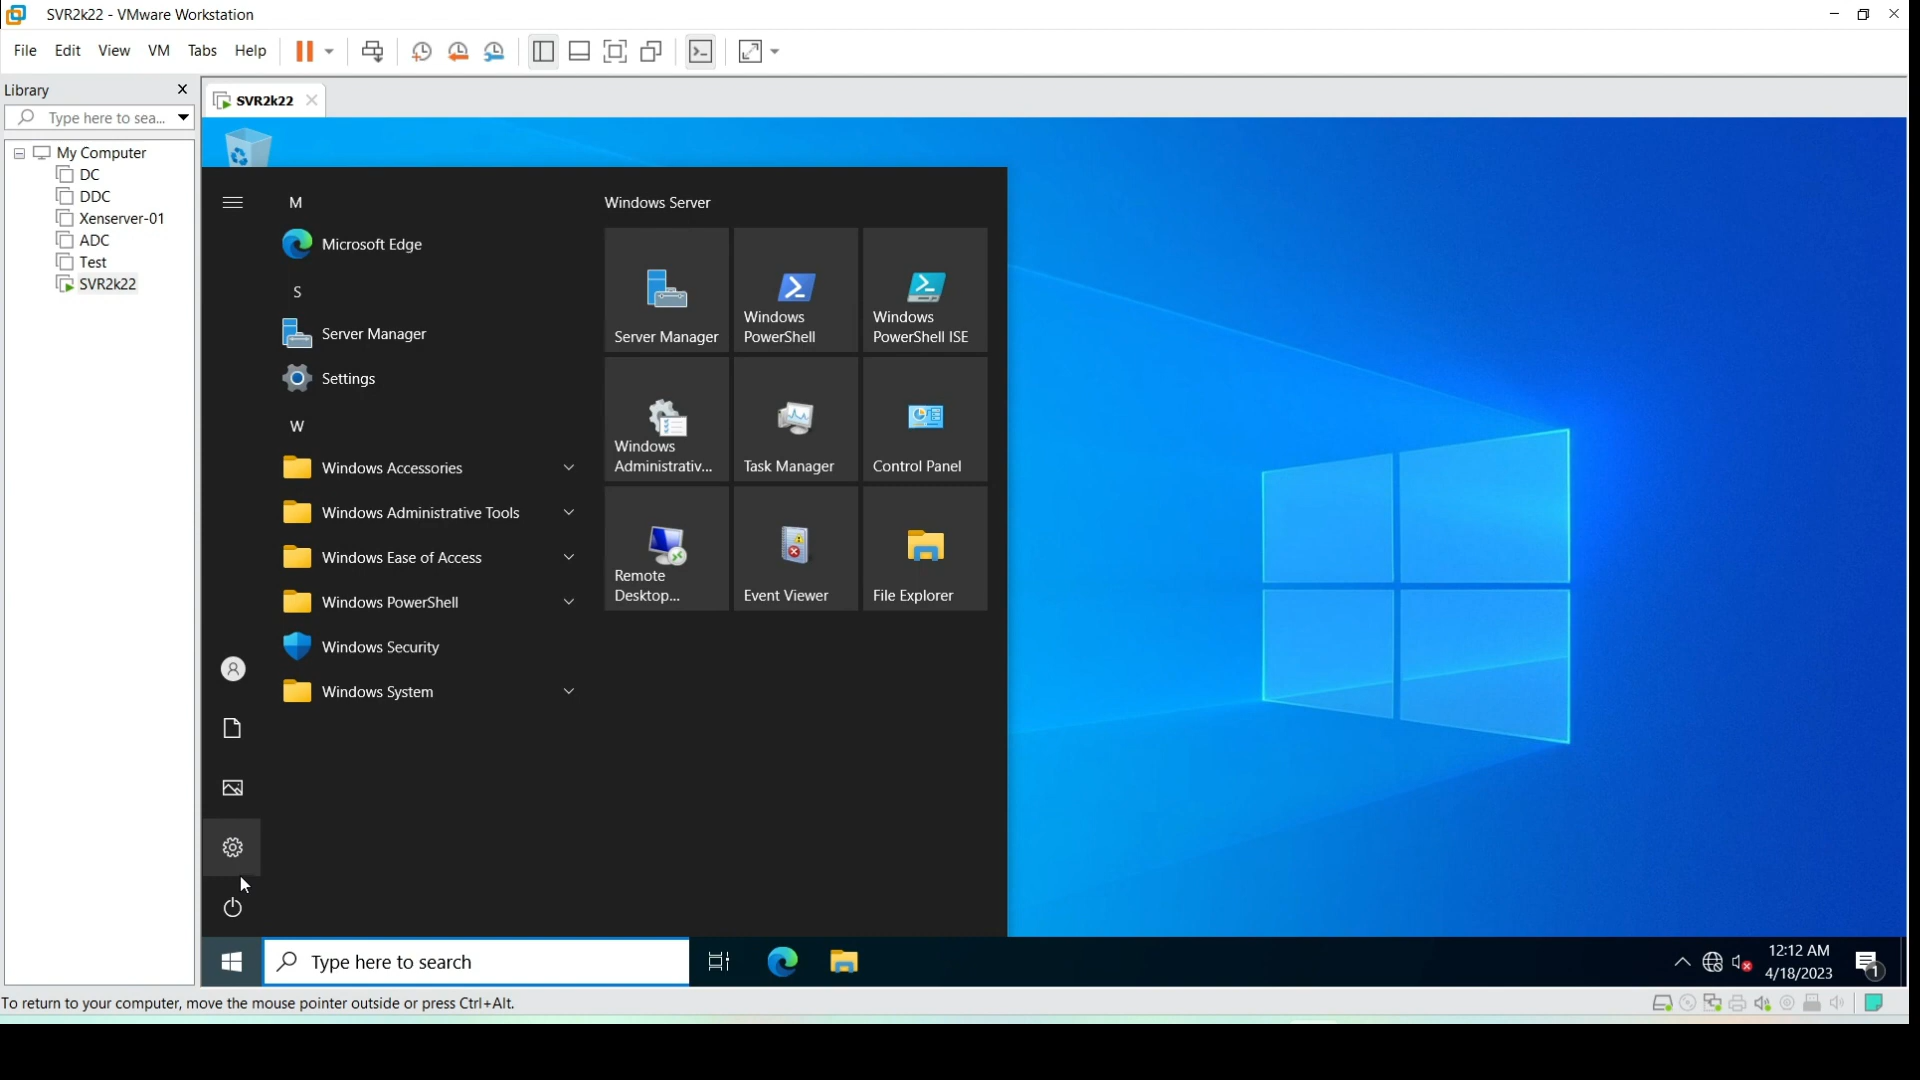 SVR2k22 - VMware Workstation
File Edit View VM Tabs Help
Library
Type here to sea...
My Computer
DC
DDC
Xenserver-01
ADC
Test
SVR2k22
SVR2k22
M
Microsoft Edge
S
Server Manager
Settings
W
Windows Accessories
Windows Administrative Tools
Windows Ease of Access
Windows PowerShell
Windows Security
Windows System
Windows Server
Server Manager
Windows
PowerShell
Windows
PowerShell ISE
Windows
Administrativ...
Task Manager
Control Panel
Remote
Desktop...
Event Viewer
File Explorer
Type here to search
12:12 AM
4/18/2023
1
To return to your computer, move the mouse pointer outside or press Ctrl+Alt.